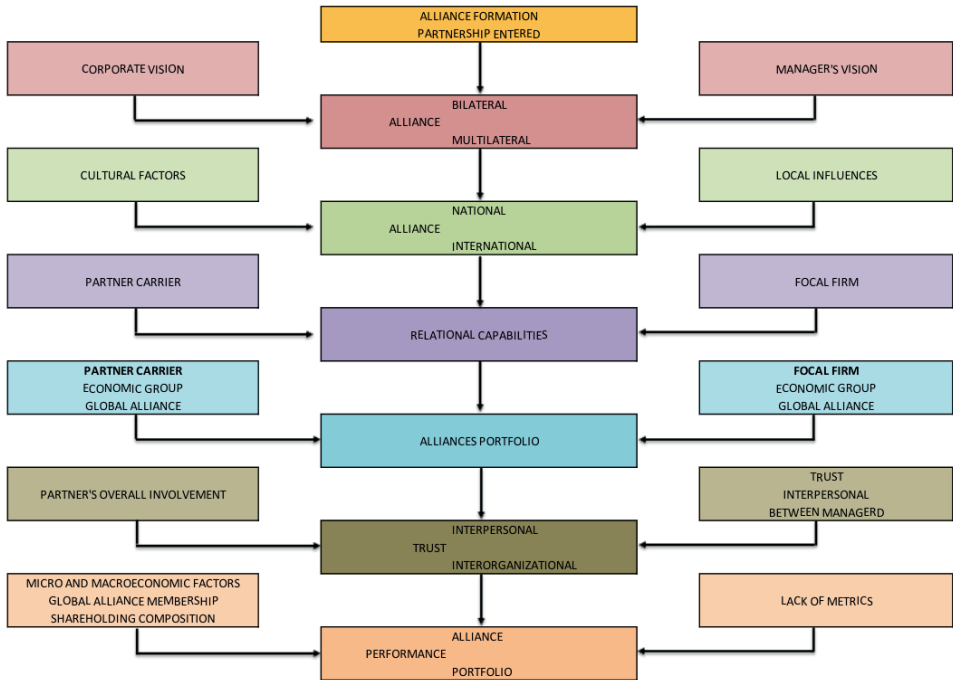 ALLIANCE FORMATION
PARTNERSHIP ENTERED
CORPORATE VISION
MANAGER'S VISION
BILATERAL
ALLIANCE
MULTILATERAL
CULTURAL FACTORS
LOCAL INFLUENCES
NATIONAL
ALLIANCE
INTERNATIONAL
PARTNER CARRIER
FOCAL FIRM
RELATIONAL CAPABILITIES
PARTNER CARRIER
ECONOMIC GROUP
GLOBAL ALLIANCE
FOCAL FIRM
ECONOMIC GROUP
GLOBAL ALLIANCE
ALLIANCES PORTFOLIO
PARTNER'S OVERALL INVOLVEMENT
TRUST
INTERPERSONAL
BETWEEN MANAGERD
INTERPERSONAL
TRUST
INTERORGANIZATIONAL
MICRO AND MACROECONOMIC FACTORS
GLOBAL ALLIANCE MEMBERSHIP
SHAREHOLDING COMPOSITION
LACK OF METRICS
ALLIANCE
PERFORMANCE
PORTFOLIO